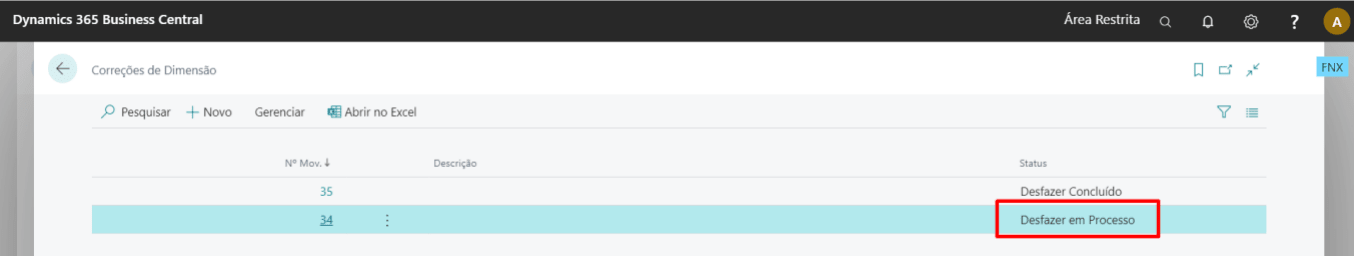 Dynamics 365 Business Central Área Restrita ? A
Correções de Dimensão FNX
Pesquisar + Novo Gerenciar Abrir no Excel
Nº Mov. ↓ Descrição Status
35 Desfazer Concluído
34 Desfazer em Processo